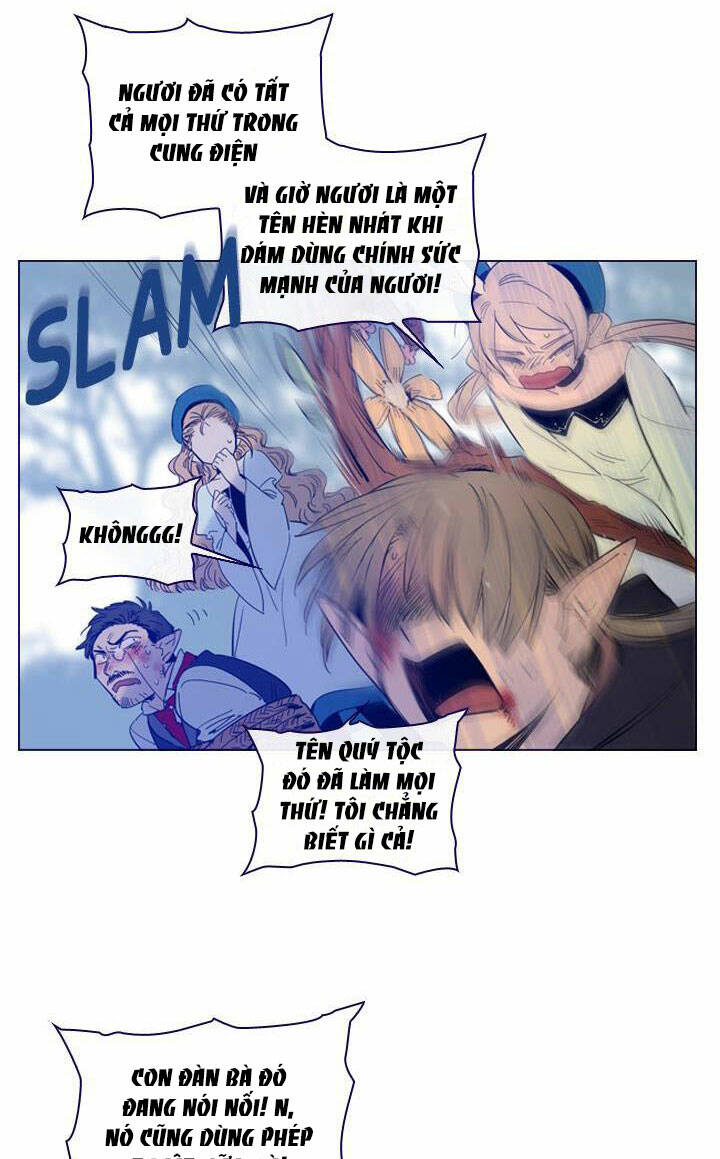 NGƯƠI ĐÃ CÓ TẤT
CẢ MỌI THỨ TRONG
CUNG ĐIỆN
VÀ GIỜ NGƯƠI LÀ MỘT
TÊN HÈN NHÁT KHI
DÁM DÙNG CHÍNH SỨC
MẠNH CỦA NGƯƠI!
SLAM
KHÔNGGG!
TÊN QUÝ TỘC
ĐÓ ĐÃ LÀM MỌI
THỨ! TÔI CHẲNG
BIẾT GÌ CẢ!
CON ĐÀN BÀ ĐÓ
ĐANG NÓI NỐI! N,
NÓ CŨNG DÙNG PHÉP